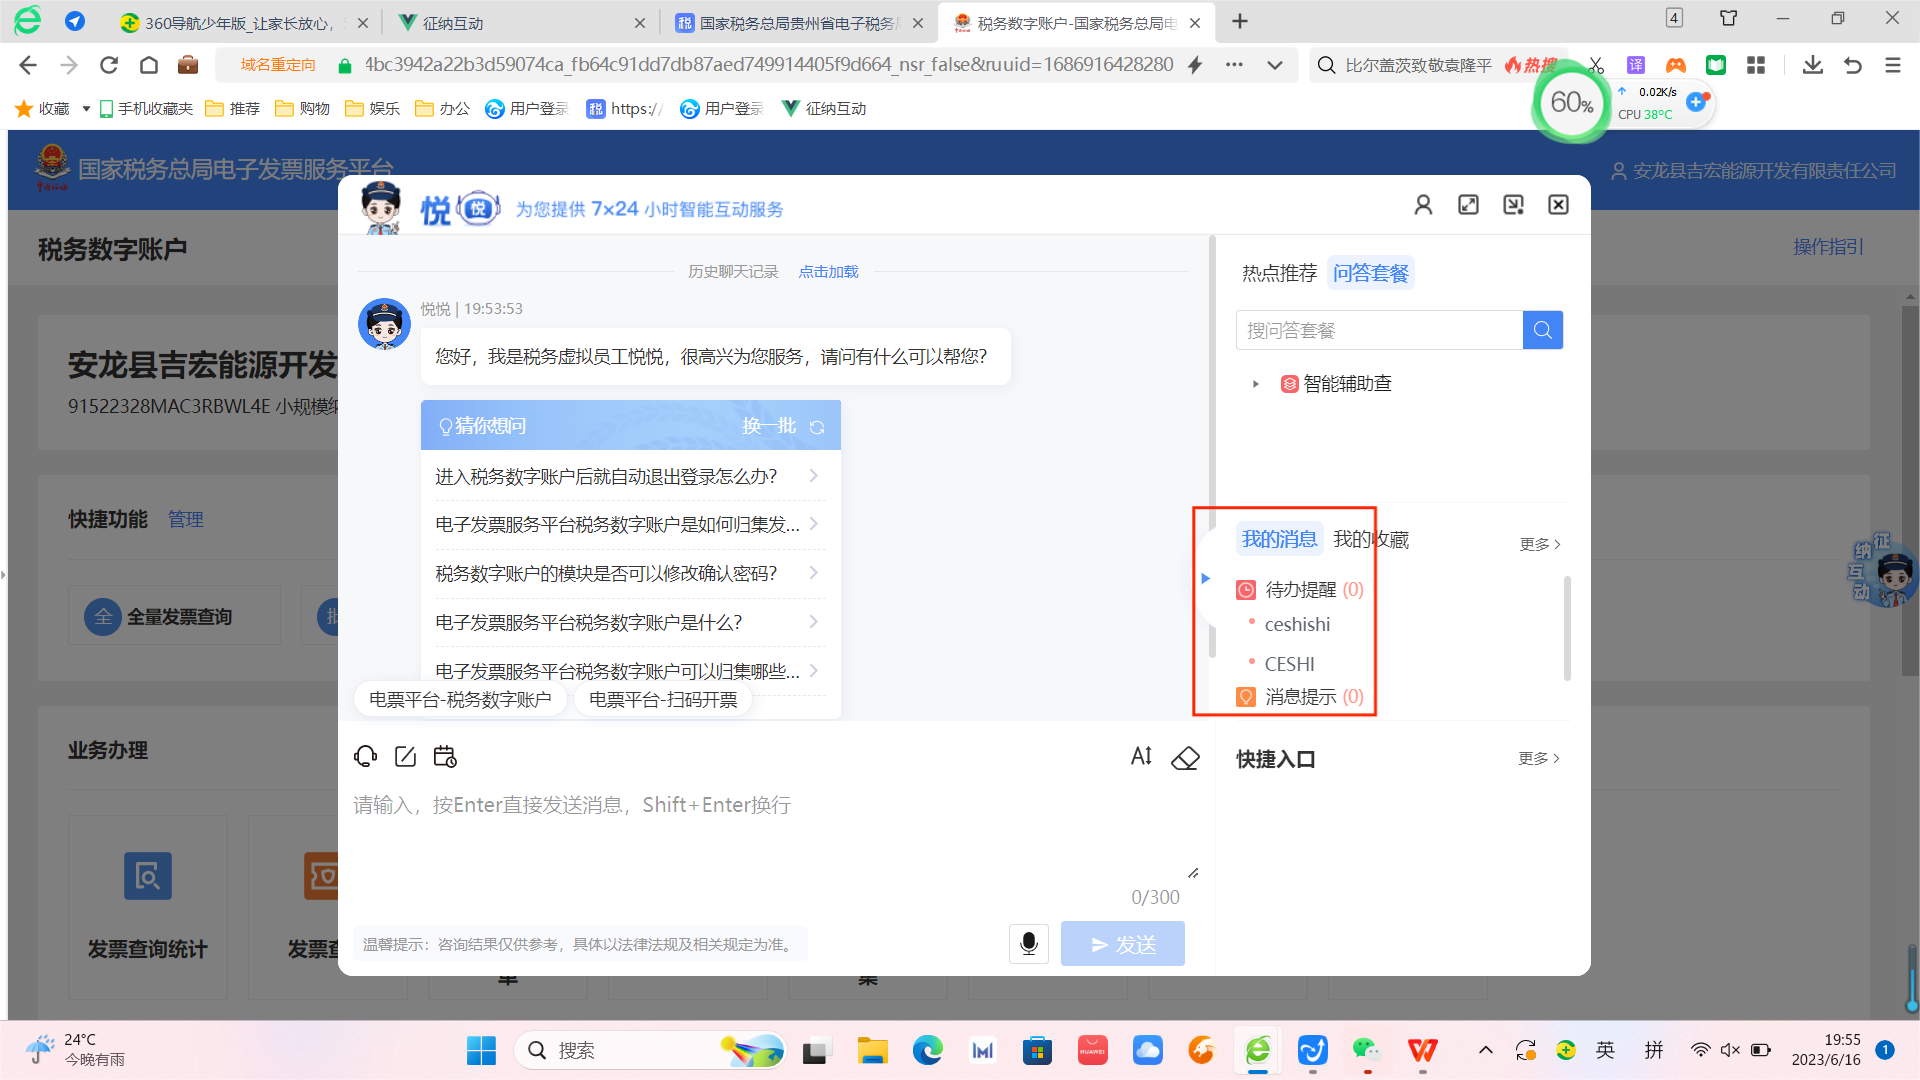 360导航少年版_让家长放心，
征纳互动
国家税务总局贵州省电子税务局
税务数字账户-国家税务总局电
4
域名重定向
4bc3942a22b3d59074ca_fb64c91dd7db87aed749914405f9d664_nsr_false&ruuid=1686916428280
比尔盖茨致敬袁隆平
热搜
译
收藏
手机收藏夹
推荐
购物
娱乐
办公
用户登录
税 https://
用户登录
征纳互动
60%
0.02K/s
CPU 38°C
国家税务总局电子发票服务平台
安龙县吉宏能源开发有限责任公司
税务数字账户
操作指引
安龙县吉宏能源开发
91522328MAC3RBWL4E 小规模纳
快捷功能
管理
全 全量发票查询
批
业务办理
发票查询统计
发票查
单
集
征纳互动
悦悦
为您提供 7×24 小时智能互动服务
历史聊天记录 点击加载
悦悦 | 19:53:53
您好，我是税务虚拟员工悦悦，很高兴为您服务，请问有什么可以帮您？
猜你想问
换一批
进入税务数字账户后就自动退出登录怎么办？
电子发票服务平台税务数字账户是如何归集发...
税务数字账户的模块是否可以修改确认密码？
电子发票服务平台税务数字账户是什么？
电子发票服务平台税务数字账户可以归集哪些...
电票平台-税务数字账户
电票平台-扫码开票
请输入，按Enter直接发送消息，Shift+Enter换行
0/300
温馨提示：咨询结果仅供参考，具体以法律法规及相关规定为准。
发送
热点推荐
问答套餐
搜问答套餐
智能辅助查
我的消息
我的收藏
更多
待办提醒 (0)
ceshishi
CESHI
消息提示 (0)
快捷入口
更多
24°C
今晚有雨
搜索
HUAWEI
英
拼
19:55
2023/6/16
1